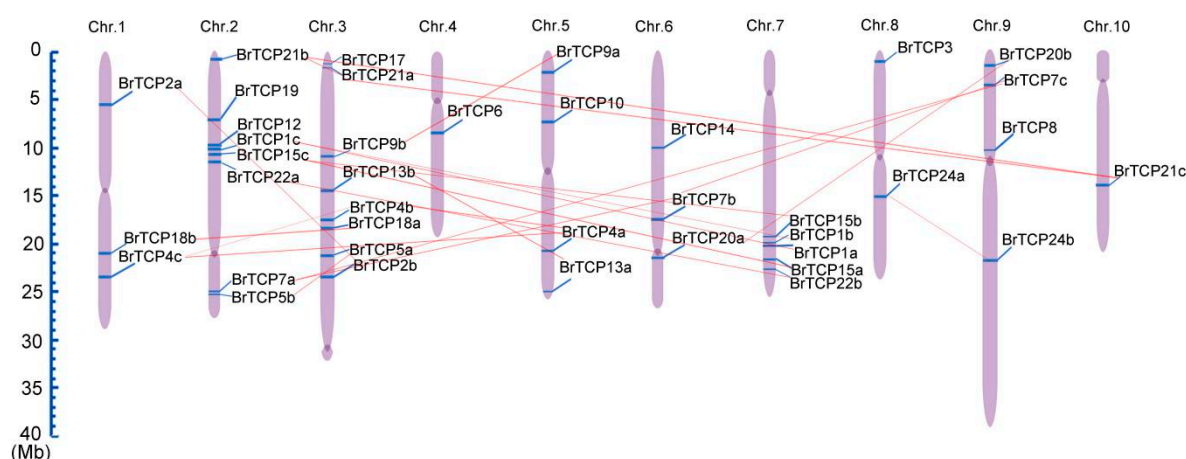 Chr.1 Chr.2 Chr.3 Chr.4 Chr.5 Chr.6 Chr.7 Chr.8 Chr.9 Chr.10
0
5
10
15
20
25
30
35
40
(Mb)
BrTCP2a
BrTCP18b
BrTCP4c
BrTCP21b
BrTCP19
BrTCP12
BrTCP1c
BrTCP15c
BrTCP22a
BrTCP7a
BrTCP5b
BrTCP17
BrTCP21a
BrTCP9b
BrTCP13b
BrTCP4b
BrTCP18a
BrTCP5a
BrTCP2b
BrTCP6
BrTCP9a
BrTCP10
BrTCP4a
BrTCP13a
BrTCP14
BrTCP7b
BrTCP20a
BrTCP15b
BrTCP1b
BrTCP1a
BrTCP15a
BrTCP22b
BrTCP3
BrTCP24a
BrTCP20b
BrTCP7c
BrTCP8
BrTCP24b
BrTCP21c